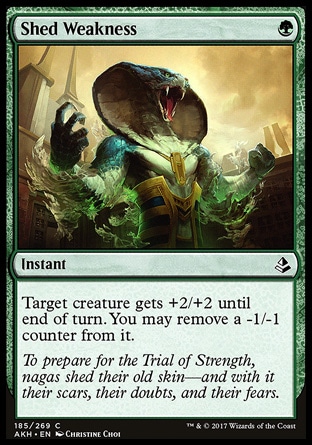 Shed Weakness
Instant
Target creature gets +2/+2 until
end of turn. You may remove a -1/-1
counter from it.
To prepare for the Trial of Strength,
nagas shed their old skin—and with it
their scars, their doubts, and their fears.
185/269 C
AKH • EN Christine Choi
™ & © 2017 Wizards of the Coast